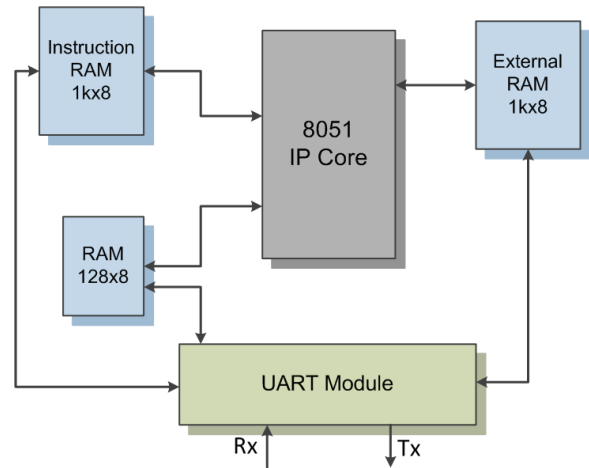 Instruction
RAM
1kx8
8051
IP Core
External
RAM
1kx8
RAM
128x8
UART Module
Rx
Tx